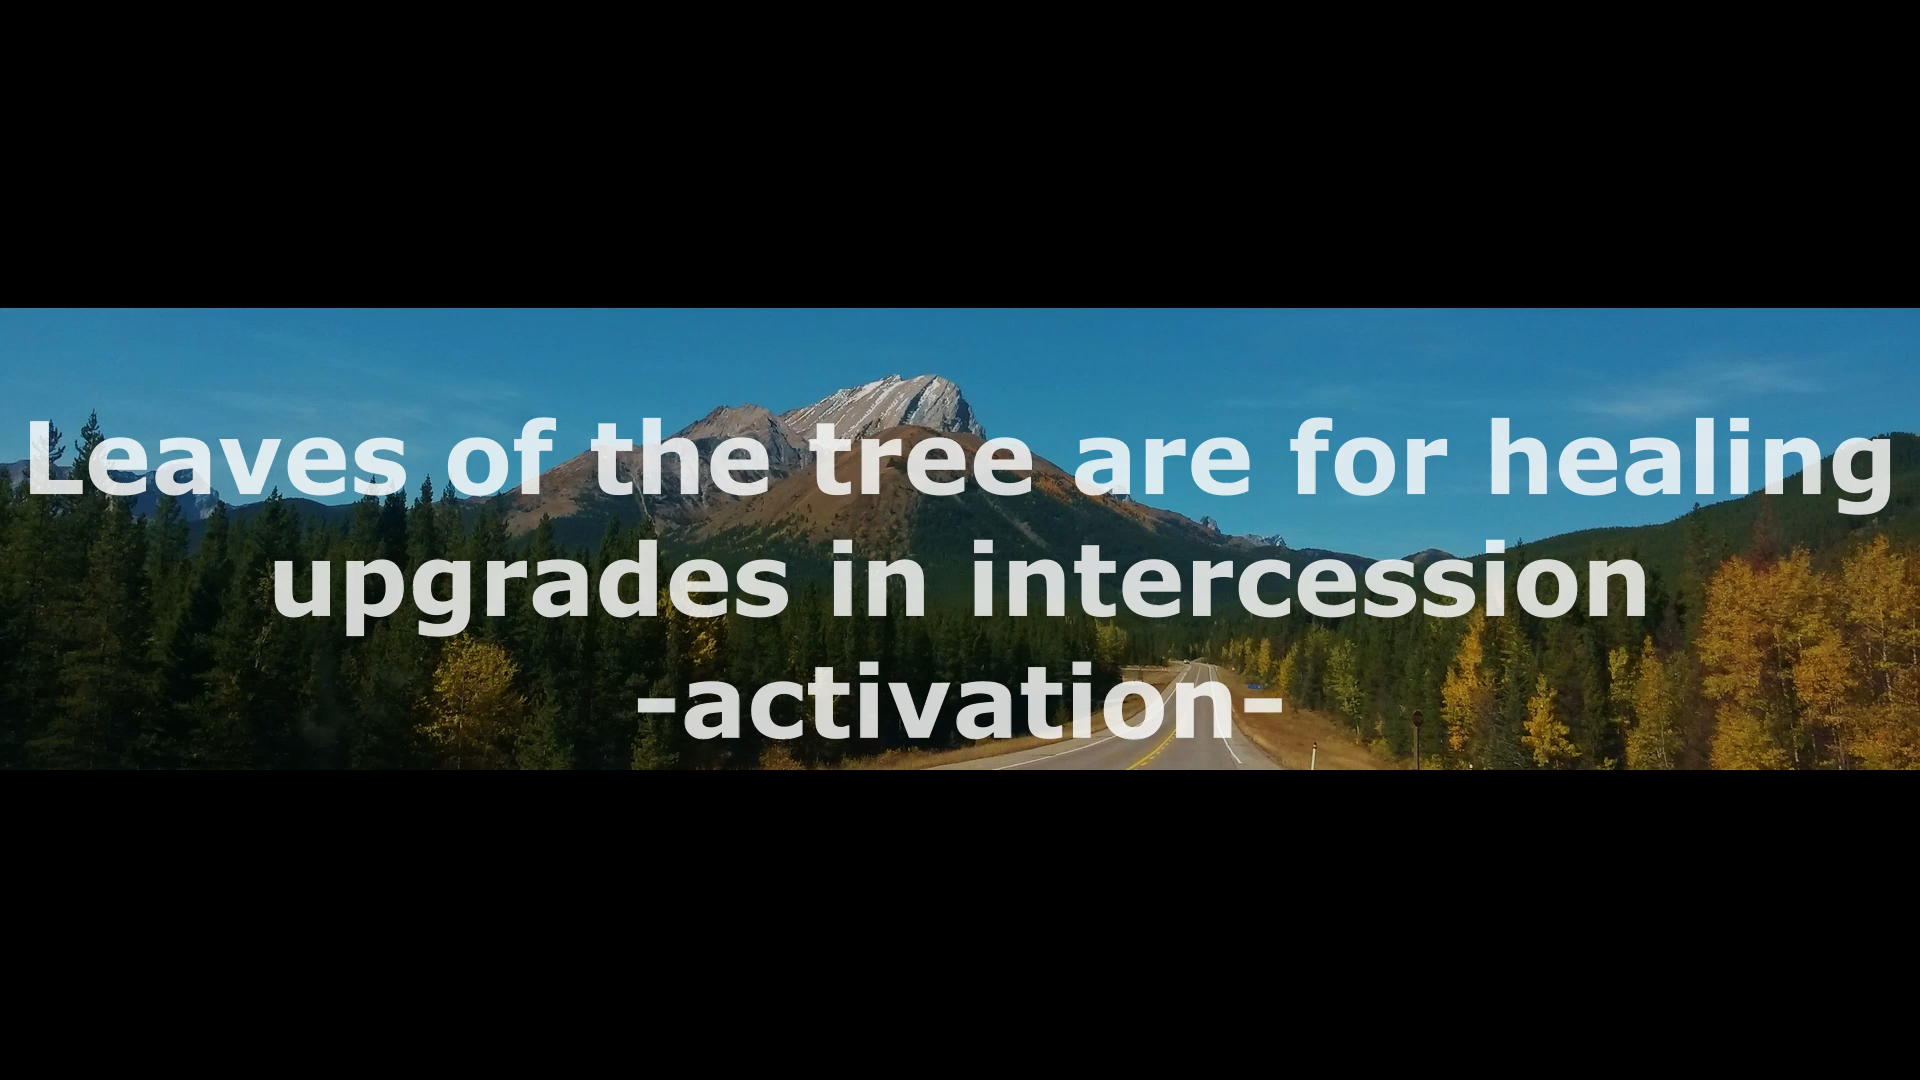 Leaves of the tree are for healing
upgrades in intercession
-activation-